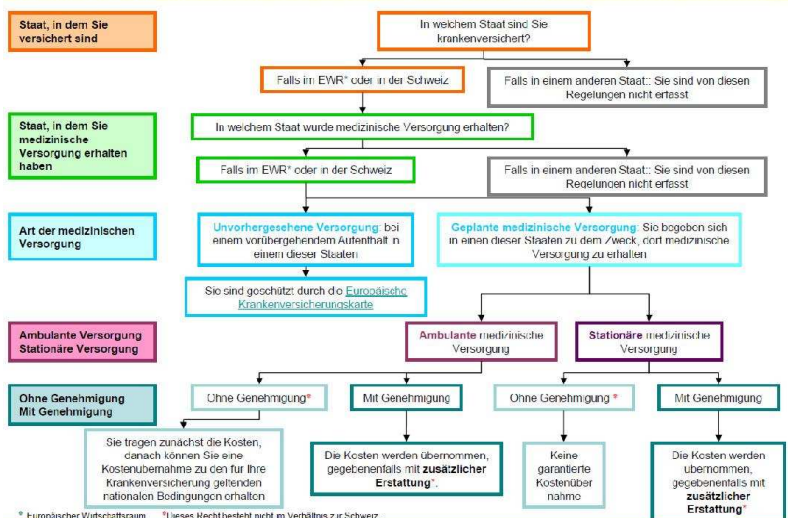 Staat, in dem Sie
versichert sind
In welchem Staat sind Sie
krankenversichert?
Falls im EWR* oder in der Schweiz
Falls in einem anderen Staat:: Sie sind von diesen
Regelungen nicht erfasst
Staat, in dem Sie
medizinische
Versorgung erhalten
haben
In welchem Staat wurde medizinische Versorgung erhalten?
Falls im EWR* oder in der Schweiz
Falls in einem anderen Staat:: Sie sind von diesen
Regelungen nicht erfasst
Art der medizinischen
Versorgung
Unvorhergesehene Versorgung: bei
einem vorübergehendem Aufenthalt in
einem dieser Staaten
Geplante medizinische Versorgung: Sie begeben sich
in einen dieser Staaten zu dem Zweck, dort medizinische
Versorgung zu erhalten
Sie sind geschützt durch die Europäische
Krankenversicherungskarte
Ambulante Versorgung
Stationäre Versorgung
Ambulante medizinische
Versorgung
Stationäre medizinische
Versorgung
Ohne Genehmigung
Mit Genehmigung
Ohne Genehmigung*
Mit Genehmigung
Ohne Genehmigung *
Mit Genehmigung
Sie tragen zunächst die Kosten,
danach können Sie eine
Kostenübernahme zu den für Ihre
Krankenversicherung geltenden
nationalen Bedingungen erhalten
Die Kosten werden übernommen,
gegebenenfalls mit zusätzlicher
Erstattung*.
Keine
garantierte
Kostenüber
nahme
Die Kosten werden
übernommen,
gegebenenfalls mit
zusätzlicher
Erstattung*
* Europäischer Wirtschaftsraum *Dieses Recht besteht nicht im Verhältnis zur Schweiz